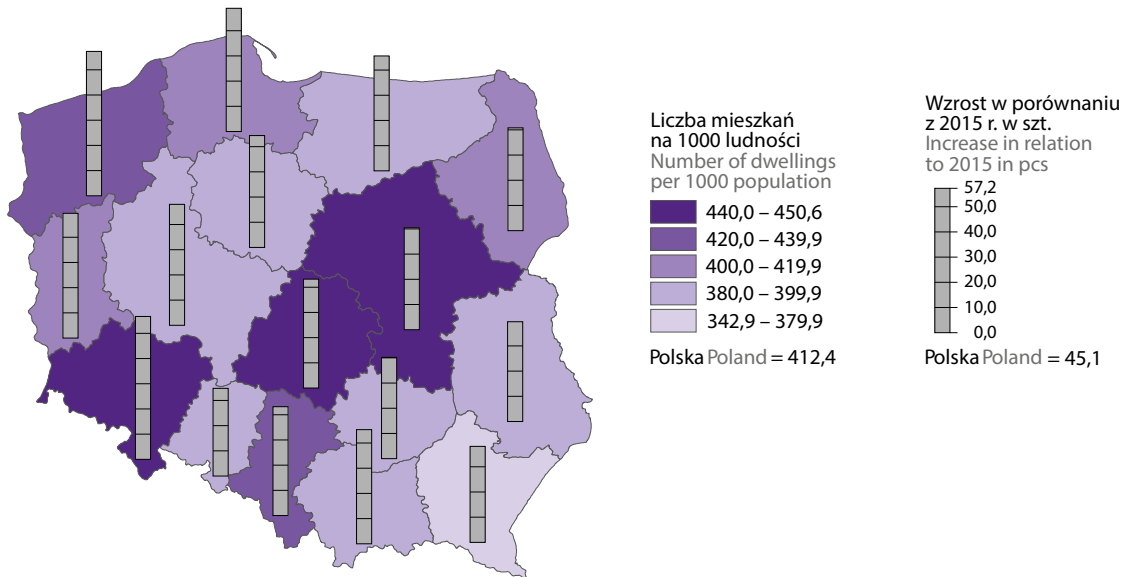 Liczba mieszkań
na 1000 ludności
Number of dwellings
per 1000 population
440,0 – 450,6
420,0 – 439,9
400,0 – 419,9
380,0 – 399,9
342,9 – 379,9
Polska Poland = 412,4
Wzrost w porównaniu
z 2015 r. w szt.
Increase in relation
to 2015 in pcs
57,2
50,0
40,0
30,0
20,0
10,0
0,0
Polska Poland = 45,1